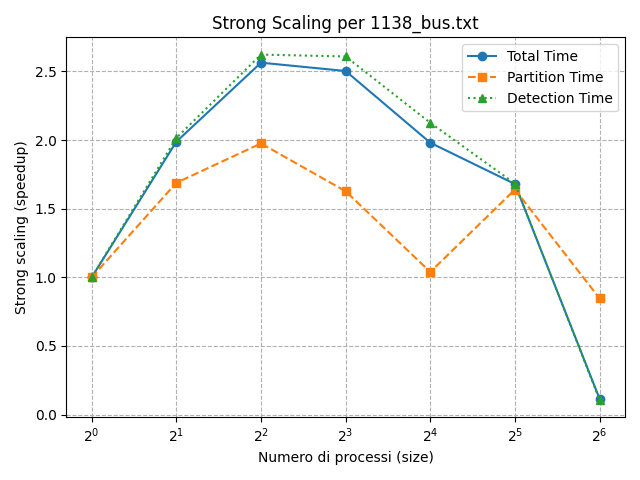 Strong Scaling per 1138_bus.txt
Total Time
Partition Time
Detection Time
Strong scaling (speedup)
2.5
2.0
1.5
1.0
0.5
0.0
2^0 2^1 2^2 2^3 2^4 2^5 2^6
Numero di processi (size)